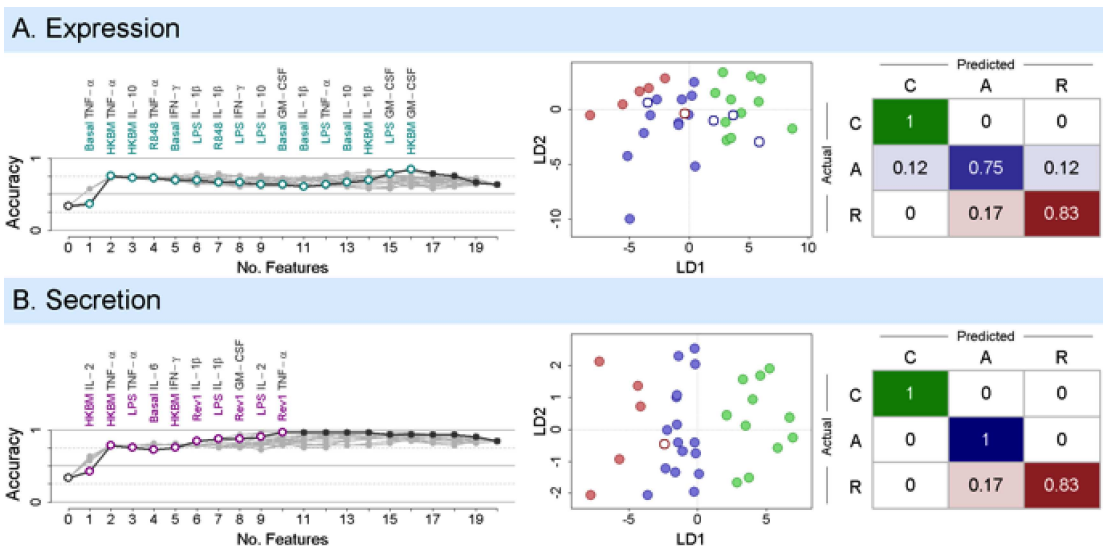 A. Expression
Basal TNF-α
HKBM TNF-α
HKBM IL-10
R848 TNF-α
Basal IFN-γ
LPS IL-1β
R848 IL-1β
LPS IFN-γ
LPS IL-10
Basal GM-CSF
Basal IL-1β
LPS TNF-α
Basal IL-10
HKBM IL-1β
LPS GM-CSF
HKBM GM-CSF
Accuracy
1
0
0 1 2 3 4 5 6 7 8 9 11 13 15 17 19
No. Features
LD2
0
-5
-10
-5 0 5 10
LD1
Predicted
C A R
Actual
C 1 0 0
A 0.12 0.75 0.12
R 0 0.17 0.83
B. Secretion
HKBM IL-2
HKBM TNF-α
LPS TNF-α
Basal IL-6
HKBM IFN-γ
Rev1 IL-1β
LPS IL-1β
Rev1 GM-CSF
LPS IL-2
Rev1 TNF-α
Accuracy
1
0
0 1 2 3 4 5 6 7 8 9 11 13 15 17 19
No. Features
LD2
2
1
0
-1
-2
-5 0 5
LD1
Predicted
C A R
Actual
C 1 0 0
A 0 1 0
R 0 0.17 0.83